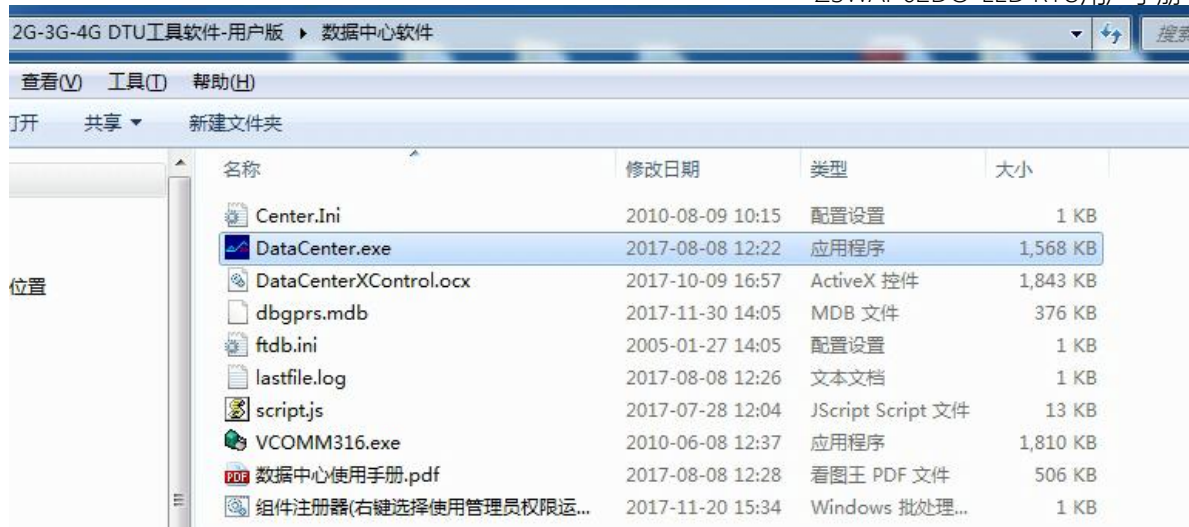 2G-3G-4G DTU工具软件-用户版 ▸ 数据中心软件
查看(V) 工具(T) 帮助(H)
共享 ▼ 新建文件夹
名称 修改日期 类型 大小
Center.Ini 2010-08-09 10:15 配置设置 1 KB
DataCenter.exe 2017-08-08 12:22 应用程序 1,568 KB
位置
DataCenterXControl.ocx 2017-10-09 16:57 ActiveX 控件 1,843 KB
dbgprs.mdb 2017-11-30 14:05 MDB 文件 376 KB
ftdb.ini 2005-01-27 14:05 配置设置 1 KB
lastfile.log 2017-08-08 12:26 文本文档 1 KB
script.js 2017-07-28 12:04 JScript Script 文件 13 KB
VCOMM316.exe 2010-06-08 12:37 应用程序 1,810 KB
PDF 数据中心使用手册.pdf 2017-08-08 12:28 看图王 PDF 文件 506 KB
组件注册器(右键选择使用管理员权限运... 2017-11-20 15:34 Windows 批处理... 1 KB